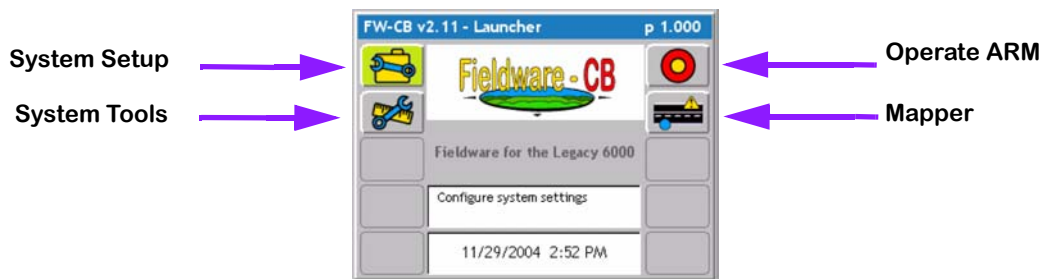 FW-CB v2.11 - Launcher p 1.000
System Setup
Operate ARM
Fieldware - CB
System Tools
Mapper
Fieldware for the Legacy 6000
Configure system settings
11/29/2004 2:52 PM